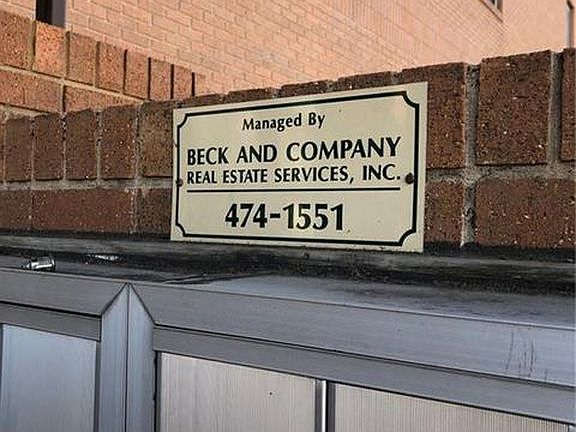 Managed By
BECK AND COMPANY
REAL ESTATE SERVICES, INC.
474-1551